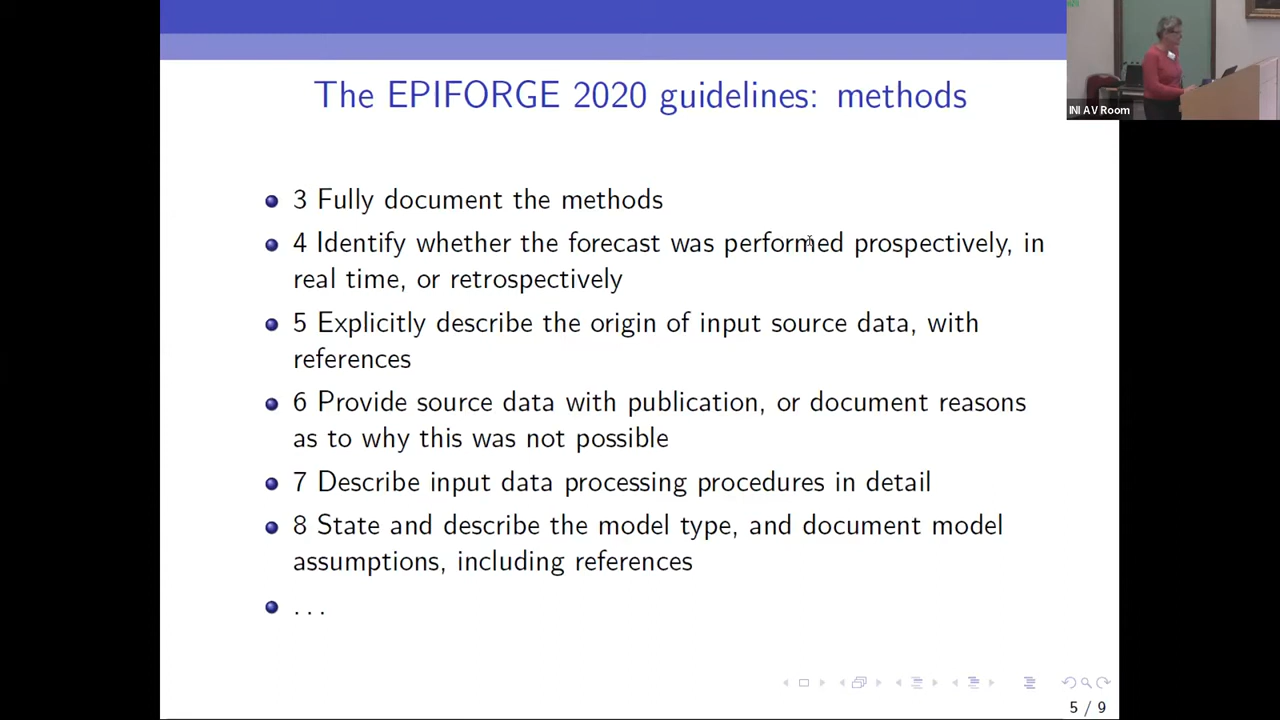 The EPIFORGE 2020 guidelines: methods
INI AV Room
3 Fully document the methods
4 Identify whether the forecast was performed prospectively, in
real time, or retrospectively
5 Explicitly describe the origin of input source data, with
references
6 Provide source data with publication, or document reasons
as to why this was not possible
7 Describe input data processing procedures in detail
8 State and describe the model type, and document model
assumptions, including references
. . .
5 / 9